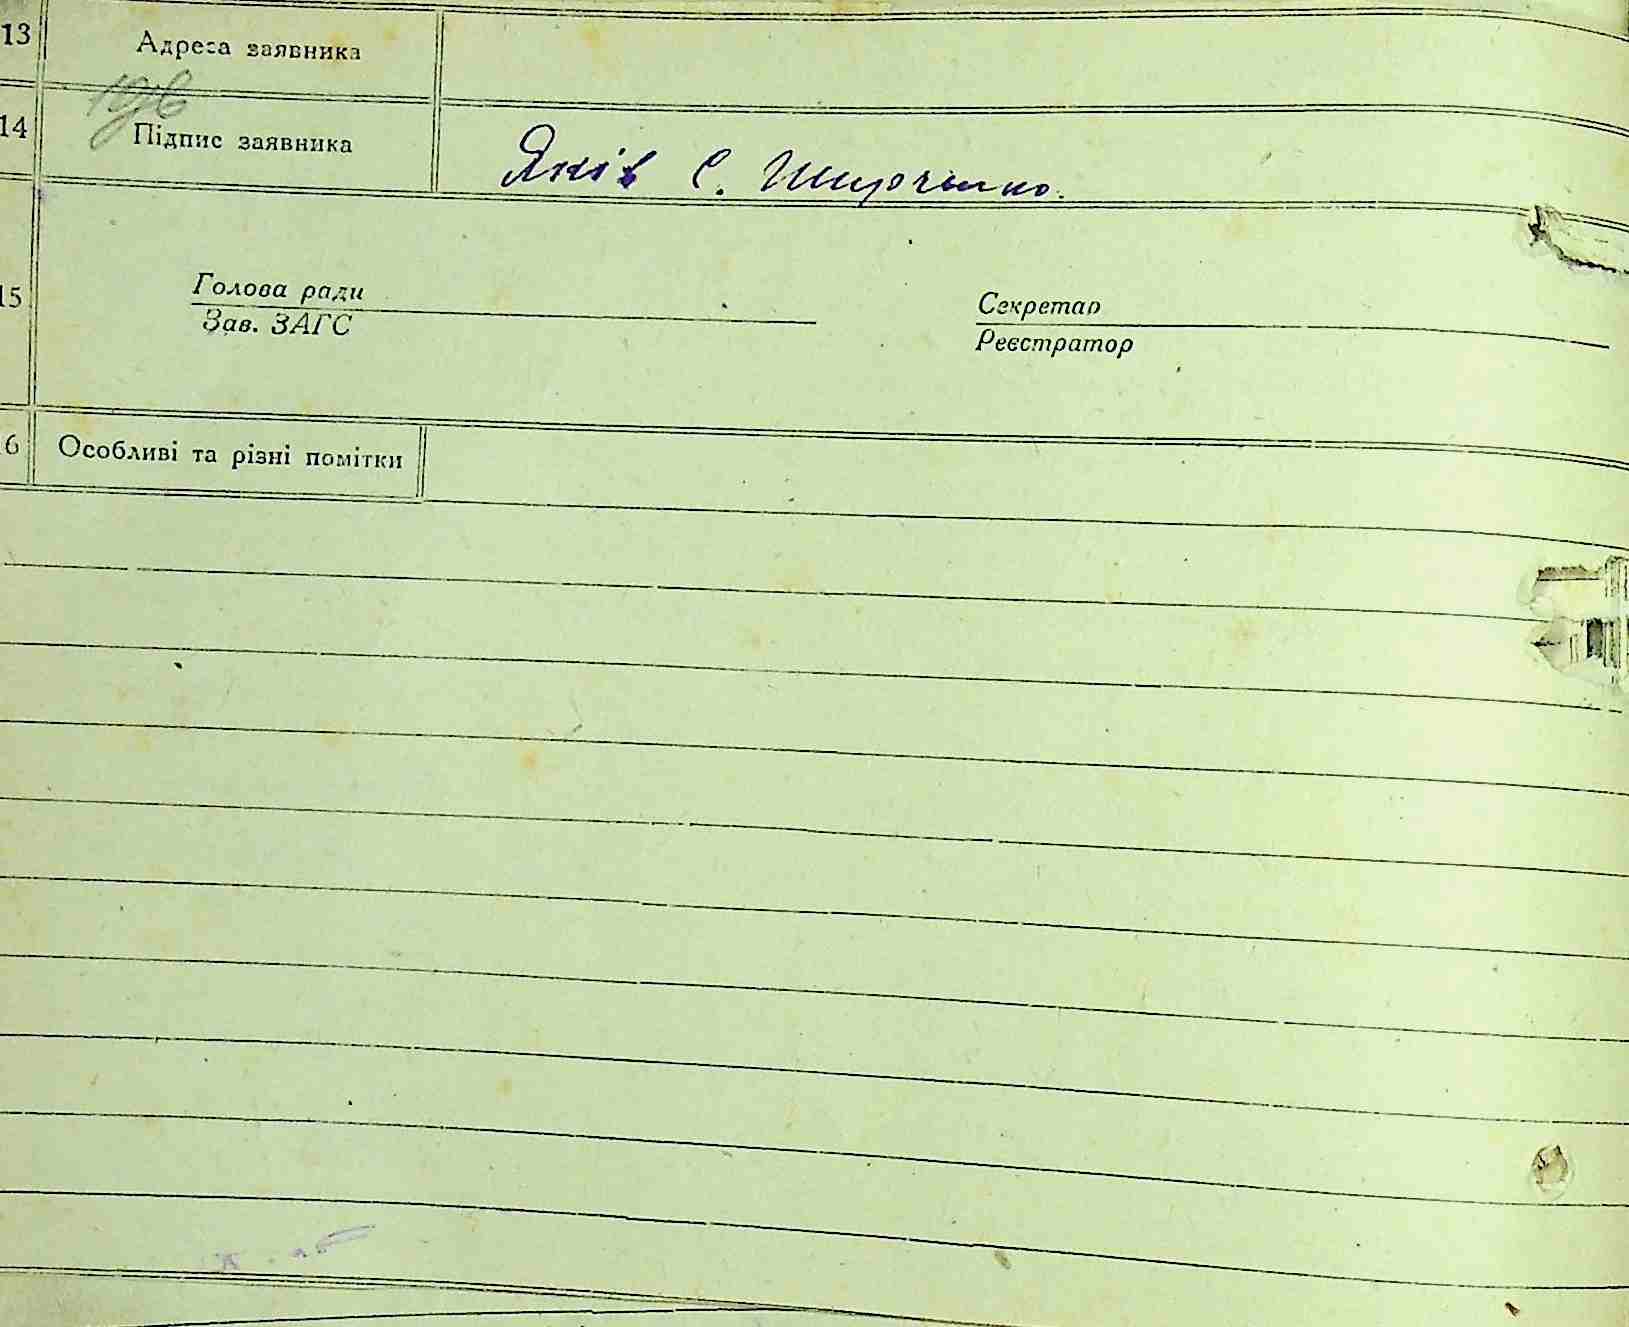 13 Адреса заявника
14 Підпис заявника Яків С.
15 Голова ради Секретар
Зав. ЗАГС Реєстратор
16 Особливі та різні помітки